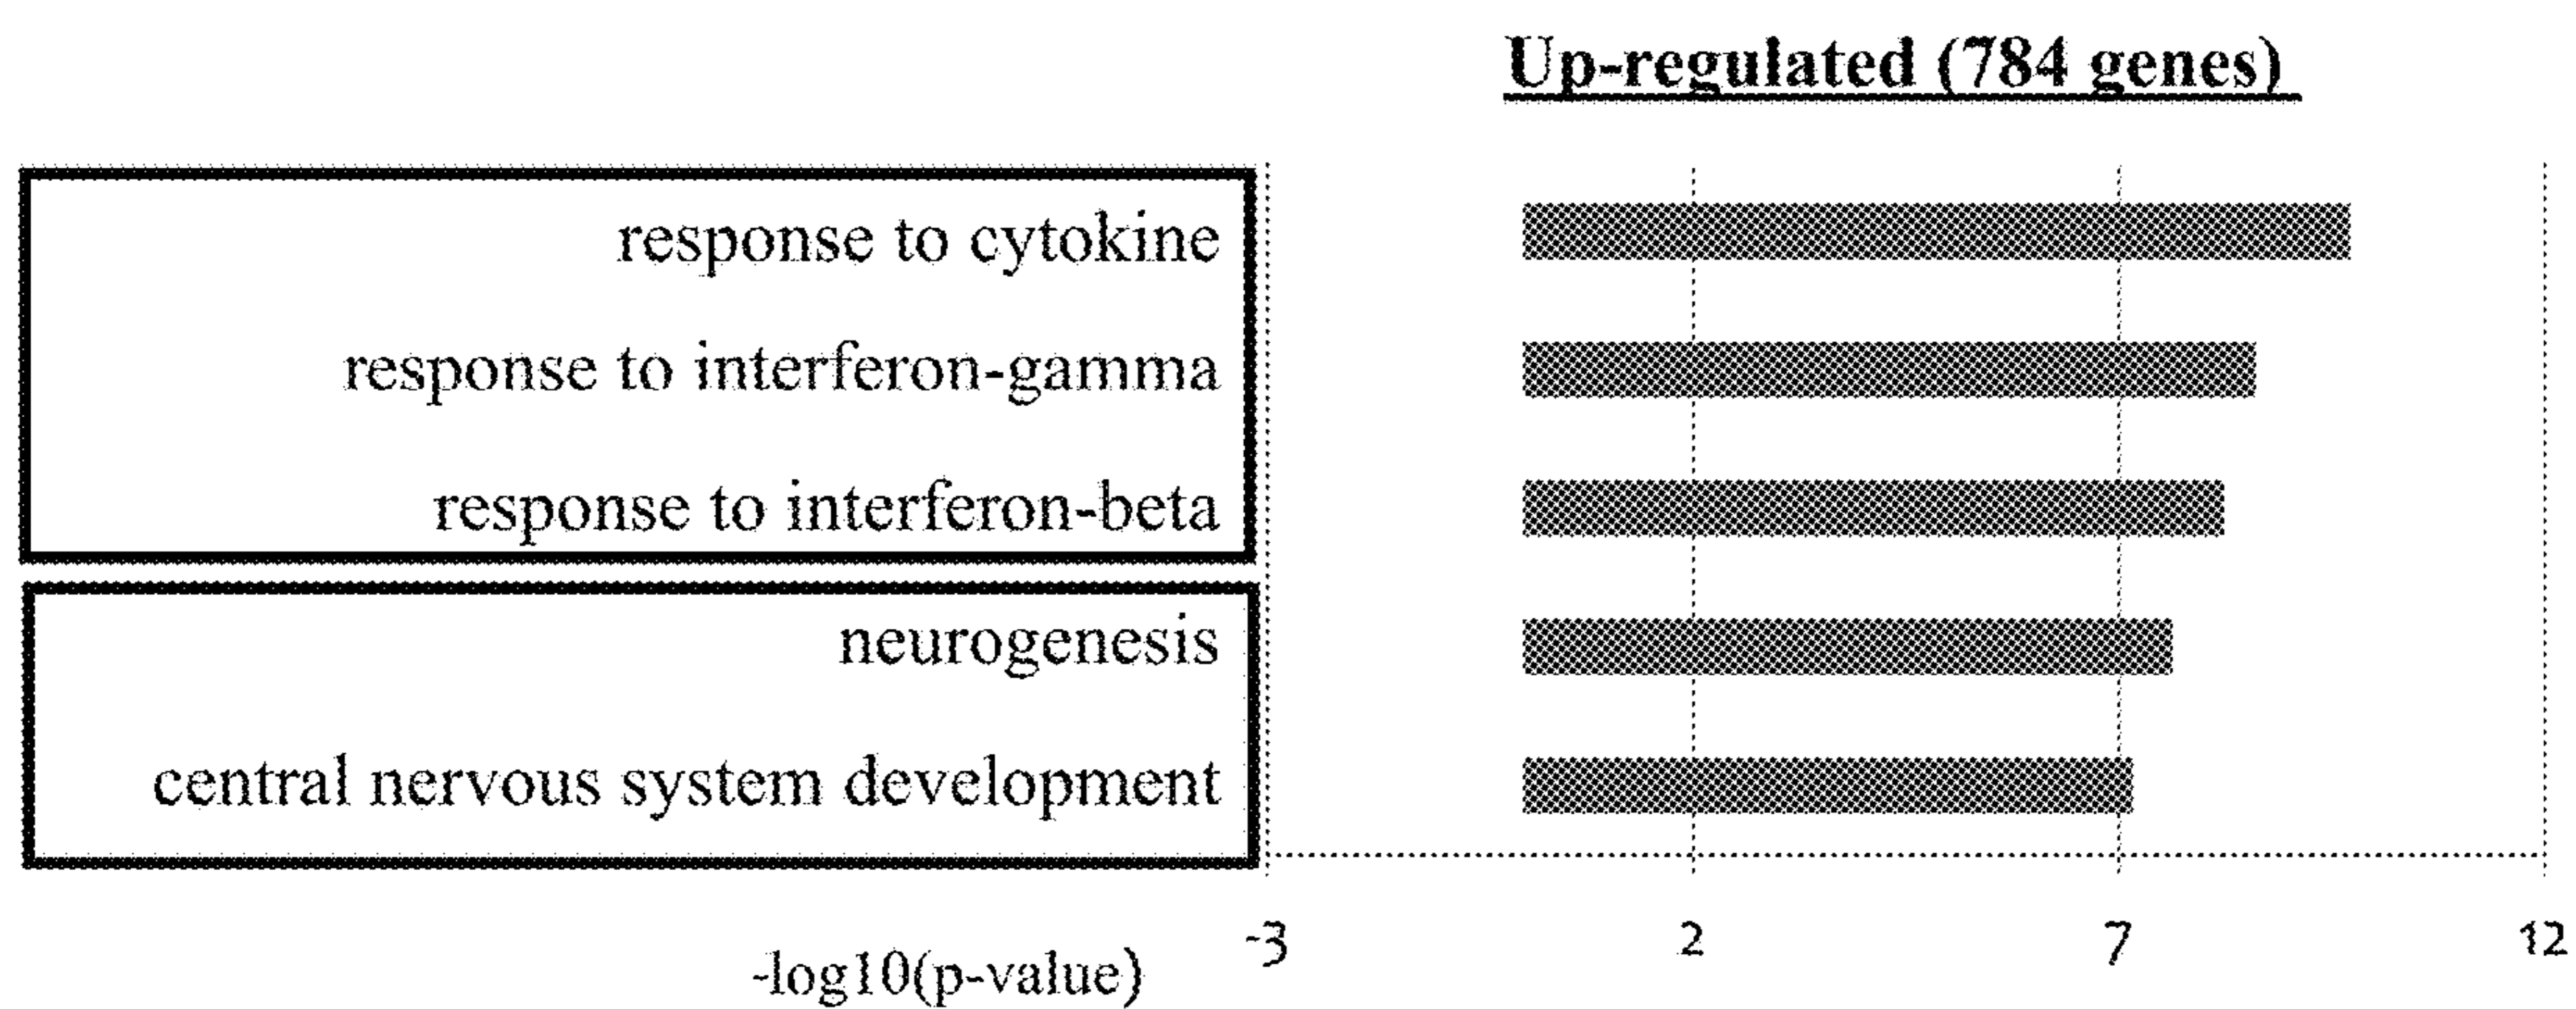 Up-regulated (784 genes)
response to cytokine
response to interferon-gamma
response to interferon-beta
neurogenesis
central nervous system development
-3 2 7 12
-log10(p-value)